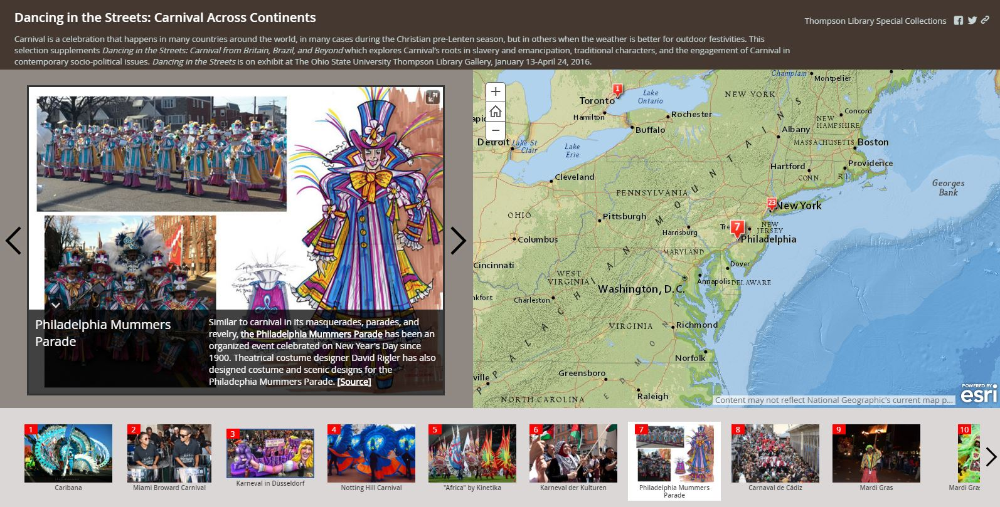 Dancing in the Streets: Carnival Across Continents
Thompson Library Special Collections
Carnival is a celebration that happens in many countries around the world, in many cases during the Christian pre-Lenten season, but in others when the weather is better for outdoor festivities. This
selection supplements Dancing in the Streets: Carnival from Britain, Brazil, and Beyond which explores Carnival's roots in slavery and emancipation, traditional characters, and the engagement of Carnival in
contemporary socio-political issues. Dancing in the Streets is on exhibit at The Ohio State University Thompson Library Gallery, January 13-April 24, 2016.
Philadelphia Mummers
Parade
Similar to carnival in its masquerades, parades, and
revelry, the Philadelphia Mummers Parade has been an
organized event celebrated on New Year's Day since
1900. Theatrical costume designer David Rigler has also
designed costume and scenic designs for the
Philadephia Mummers Parade. [Source]
+
−
Champlain
Montpelier
1
Toronto
Lake
Ontario
NEW YORK
Hamilton
Rochester
Concord
NEW
HAMPSHIRE
Buffalo
Albany
Detroit
Lake St
Clair
Lake
Erie
MASSACHUSETTS
Boston
Hartford
Providence
CONN.
R.I.
Cleveland
PENNSYLVANIA
Georges
Bank
23
New York
OHIO
Pittsburgh
Harrisburg
Tre
7
NEW
JERSEY
Columbus
Philadelphia
MARYLAND
Cincinnati
Dover
WEST
VIRGINIA
Annapolis
DELAWARE
Washington, D.C.
nkfort
Charleston
VIRGINIA
Richmond
Norfolk
ville
Greensboro
Raleigh
NORTH CAROLINA
APPALACHIAN MOUNTAINS
Content may not reflect National Geographic's current map p...
POWERED BY
esri
1
Caribana
2
Miami Broward Carnival
3
Karneval in Düsseldorf
4
Notting Hill Carnival
5
"Africa" by Kinetika
6
Karneval der Kulturen
7
Philadelphia Mummers
Parade
8
Carnaval de Cádiz
9
Mardi Gras
10
Mardi Gras